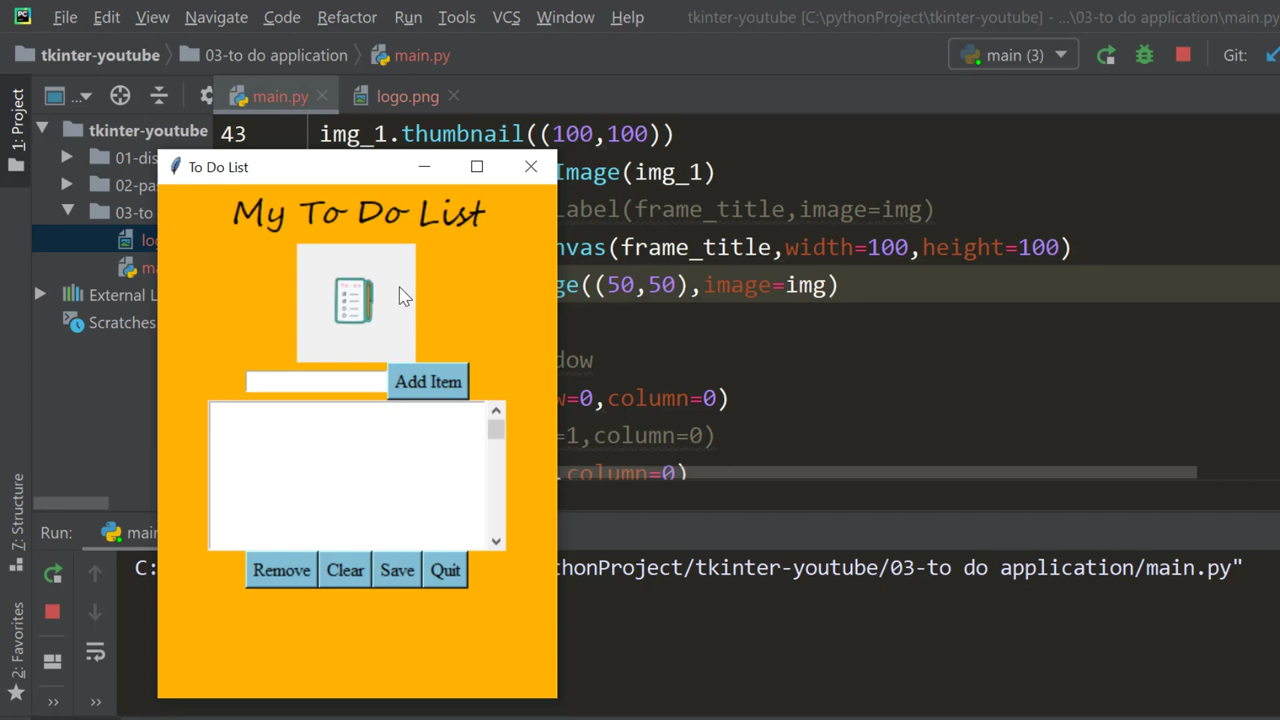 File Edit View Navigate Code Refactor Run Tools VCS Window Help tkinter-youtube [C:\pythonProject\tkinter-youtube] - ...\03-to do application\main.py
tkinter-youtube 03-to do application main.py main (3) Git:
1: Project
... main.py logo.png
tkinter-youtube
01-dis
02-pa
03-to
External L
Scratches
43 img_1.thumbnail((100,100))
Image(img_1)
Label(frame_title,image=img)
nvas(frame_title,width=100,height=100)
ge((50,50),image=img)
dow
w=0,column=0)
=1,column=0)
,column=0)
To Do List
My To Do List
Add Item
Remove Clear Save Quit
7: Structure
2: Favorites
Run: main
C: thonProject/tkinter-youtube/03-to do application/main.py"